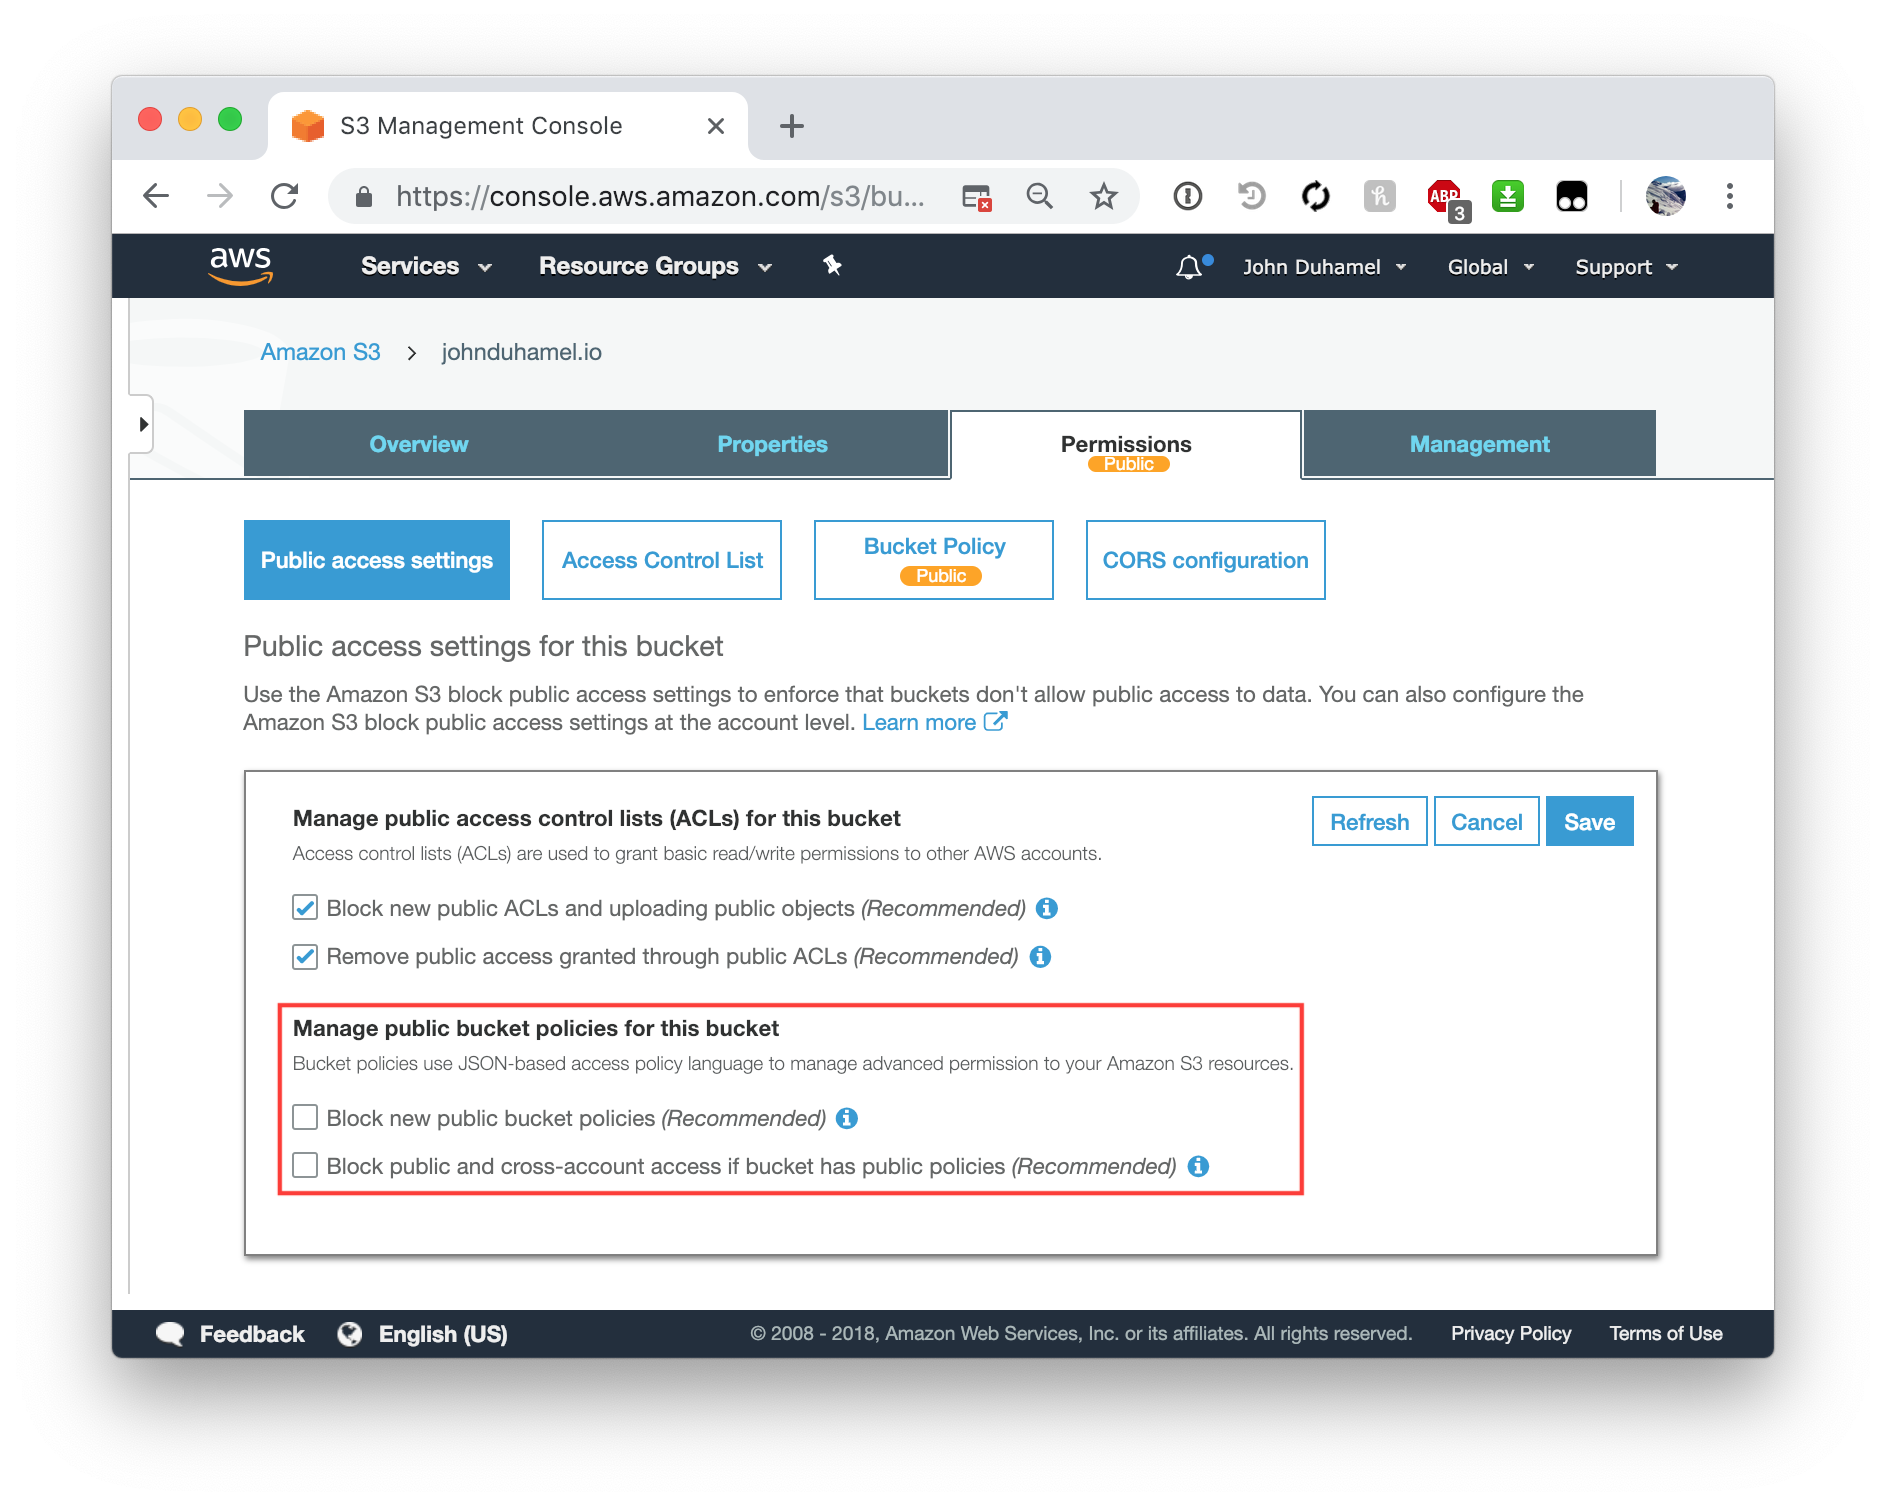 S3 Management Console
https://console.aws.amazon.com/s3/bu...
ABP
3
aws
Services
Resource Groups
John Duhamel
Global
Support
Amazon S3 > johnduhamel.io
Overview
Properties
Permissions
Public
Management
Public access settings
Access Control List
Bucket Policy
Public
CORS configuration
Public access settings for this bucket
Use the Amazon S3 block public access settings to enforce that buckets don't allow public access to data. You can also configure the
Amazon S3 block public access settings at the account level. Learn more
Manage public access control lists (ACLs) for this bucket
Refresh
Cancel
Save
Access control lists (ACLs) are used to grant basic read/write permissions to other AWS accounts.
Block new public ACLs and uploading public objects (Recommended)
Remove public access granted through public ACLs (Recommended)
Manage public bucket policies for this bucket
Bucket policies use JSON-based access policy language to manage advanced permission to your Amazon S3 resources.
Block new public bucket policies (Recommended)
Block public and cross-account access if bucket has public policies (Recommended)
Feedback
English (US)
© 2008 - 2018, Amazon Web Services, Inc. or its affiliates. All rights reserved.
Privacy Policy
Terms of Use